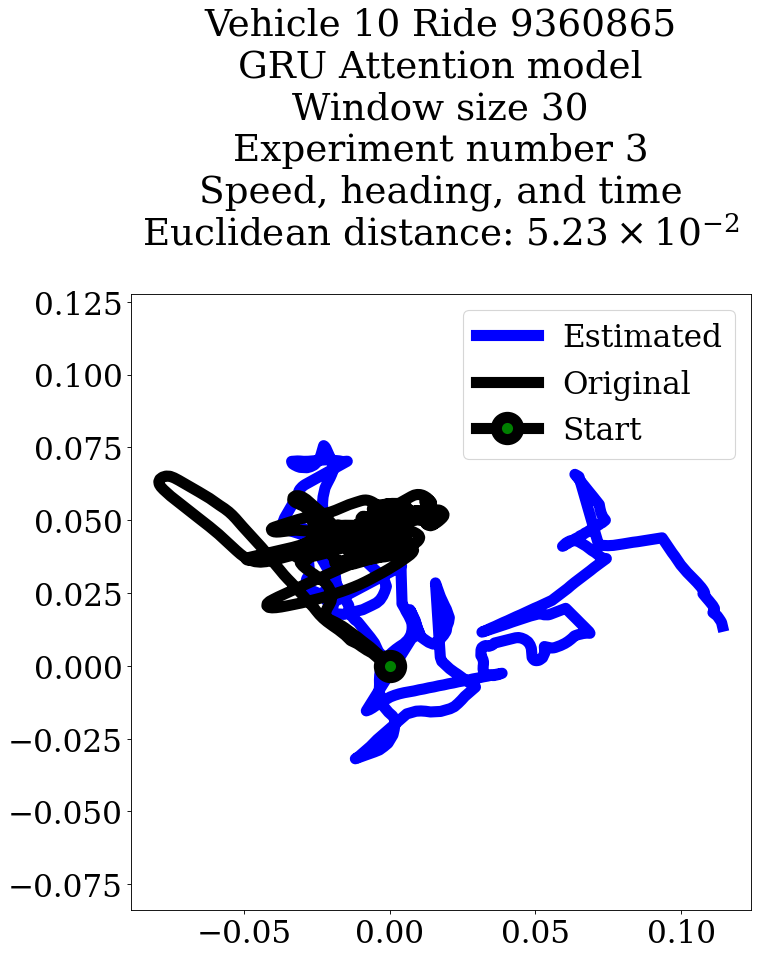 Vehicle 10 Ride 9360865
GRU Attention model
Window size 30
Experiment number 3
Speed, heading, and time
Euclidean distance: 5.23 × 10⁻²
0.125
0.100
0.075
0.050
0.025
0.000
−0.025
−0.050
−0.075
Estimated
Original
Start
−0.05
0.00
0.05
0.10